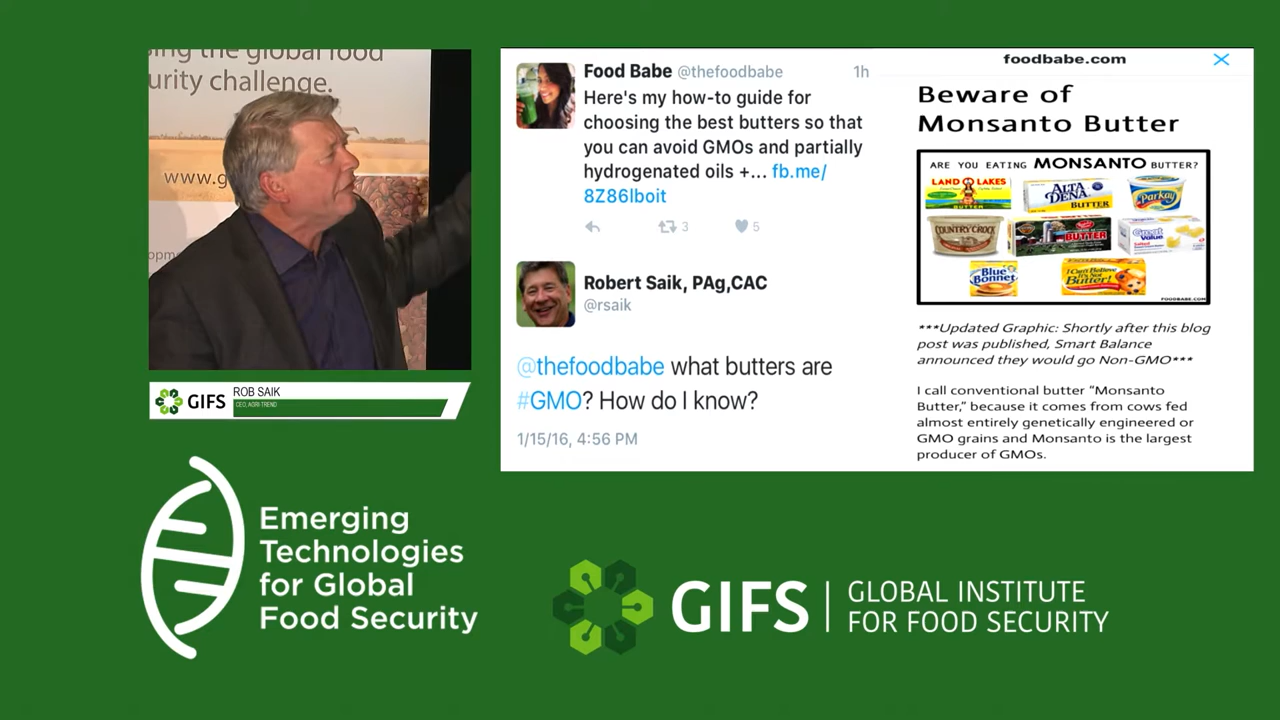 ing the global food
urity challenge.
www.g
opm
GIFS
ROB SAIK
CEO, AGRI-TREND
Food Babe @thefoodbabe 1h
Here's my how-to guide for
choosing the best butters so that
you can avoid GMOs and partially
hydrogenated oils +... fb.me/
8Z86lboit
3 5
Robert Saik, PAg,CAC
@rsaik
@thefoodbabe what butters are
#GMO? How do I know?
1/15/16, 4:56 PM
foodbabe.com
Beware of
Monsanto Butter
ARE YOU EATING MONSANTO BUTTER?
LAND O LAKES
BUTTER
ALTA
DENA
BUTTER
Parkay
COUNTRY CROCK
BUTTER
Great
Value
Blue
Bonnet
I Can't Believe
It's Not
Butter!
FOODBABE.COM
***Updated Graphic: Shortly after this blog
post was published, Smart Balance
announced they would go Non-GMO***
I call conventional butter "Monsanto
Butter," because it comes from cows fed
almost entirely genetically engineered or
GMO grains and Monsanto is the largest
producer of GMOs.
Emerging
Technologies
for Global
Food Security
GIFS
GLOBAL INSTITUTE
FOR FOOD SECURITY